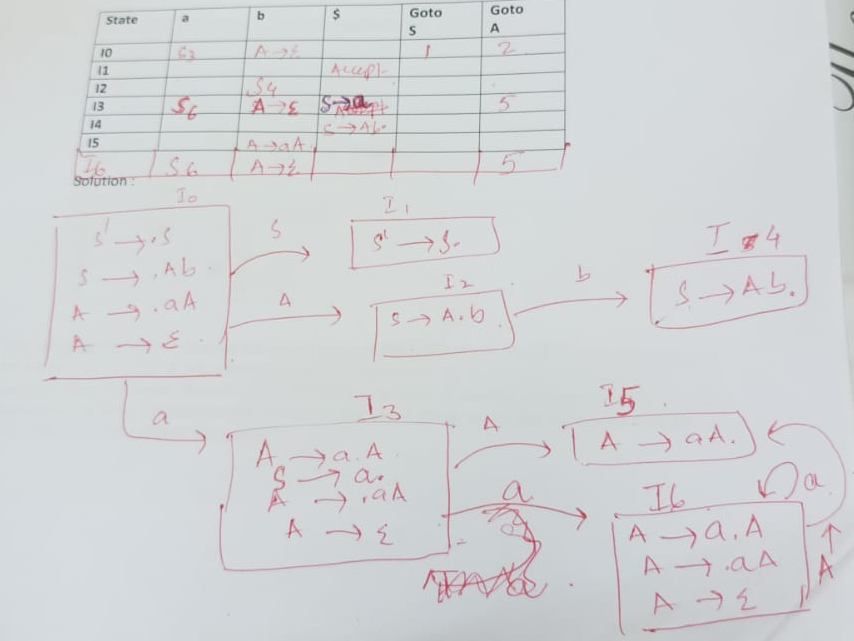 State a b $ Goto S Goto A
I0 S3 A→ε 1 2
I1 Accept
I2 S4
I3 S6 A→ε S→a 5
I4 S→Ab.
I5 A→aA
I6 S6 A→ε 5
Solution :
I0
S'→.S
S→.Ab
A→.aA
A→ε
S
I1
S'→S.
A
I2
S→A.b
b
I4
S→Ab.
a
I3
A→a.A
S→a.
A→.aA
A→ε
A
I5
A→aA.
a
I6
A→a.A
A→.aA
A→ε
a
A